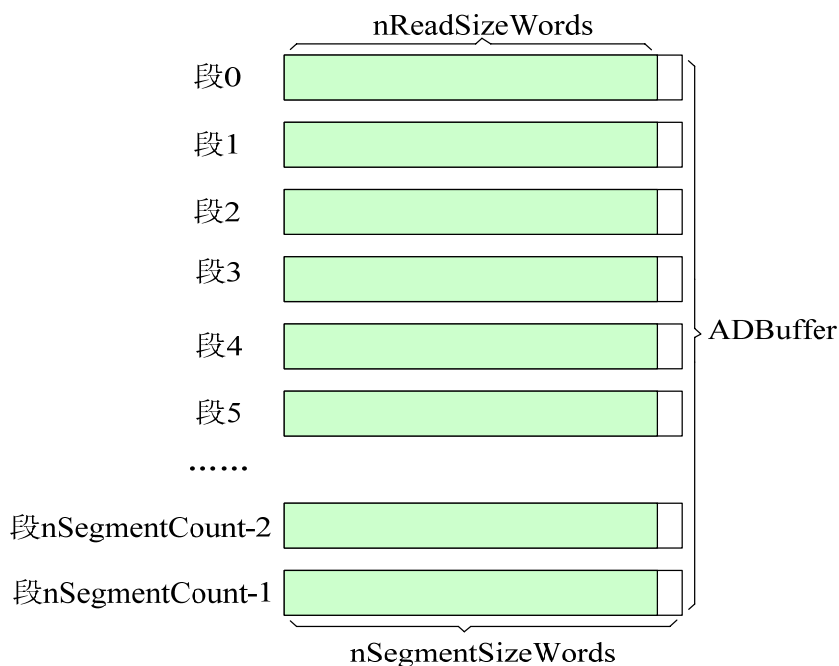 nReadSizeWords
段0
段1
段2
段3
段4
ADBuffer
段5
……
段nSegmentCount-2
段nSegmentCount-1
nSegmentSizeWords